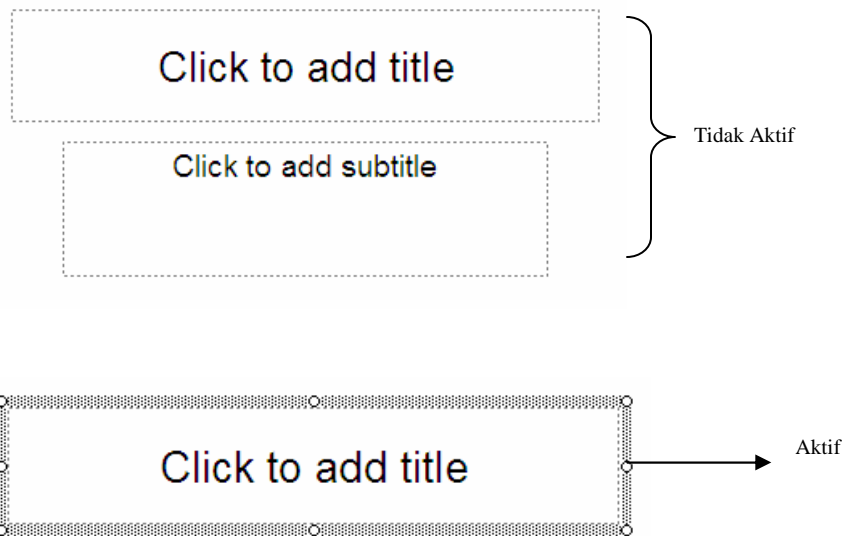 Click to add title
Click to add subtitle
Tidak Aktif
Click to add title
Aktif